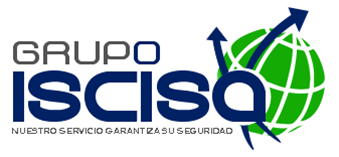 GRUPO
ISCISA
NUESTRO SERVICIO GARANTIZA SU SEGURIDAD